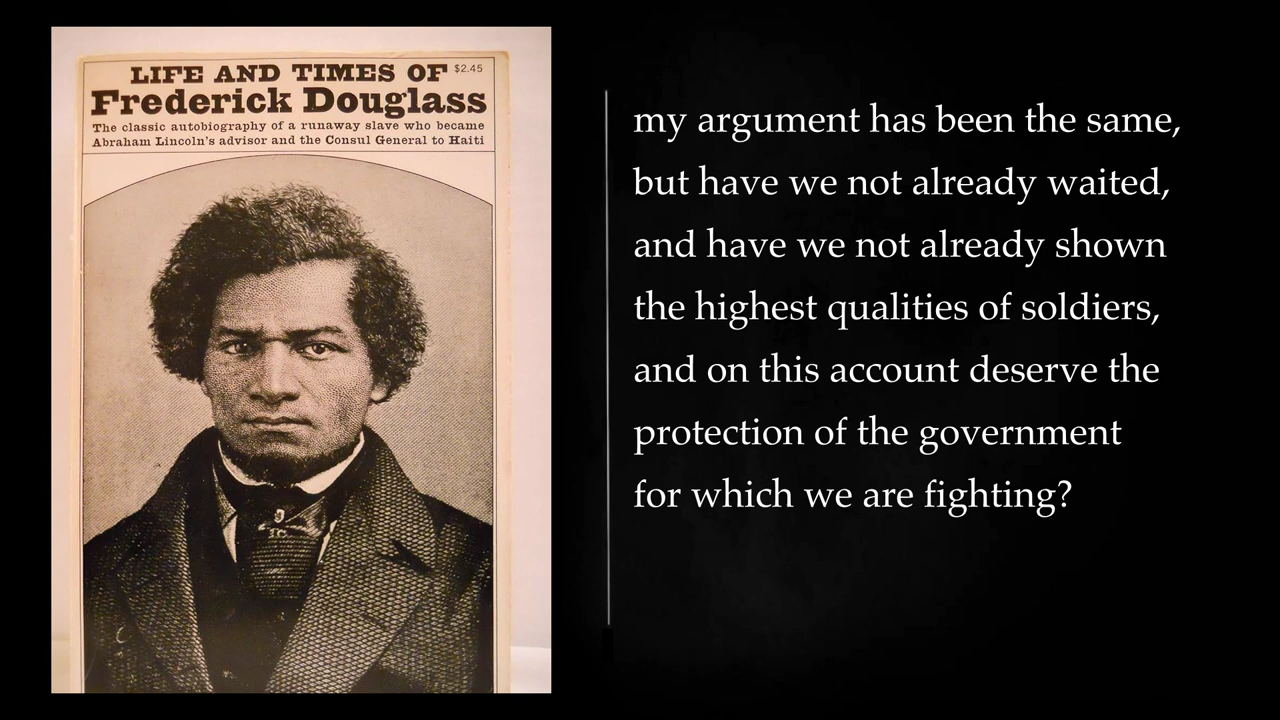 LIFE AND TIMES OF $2.45
Frederick Douglass
The classic autobiography of a runaway slave who became
Abraham Lincoln's advisor and the Consul General to Haiti
my argument has been the same,
but have we not already waited,
and have we not already shown
the highest qualities of soldiers,
and on this account deserve the
protection of the government
for which we are fighting?